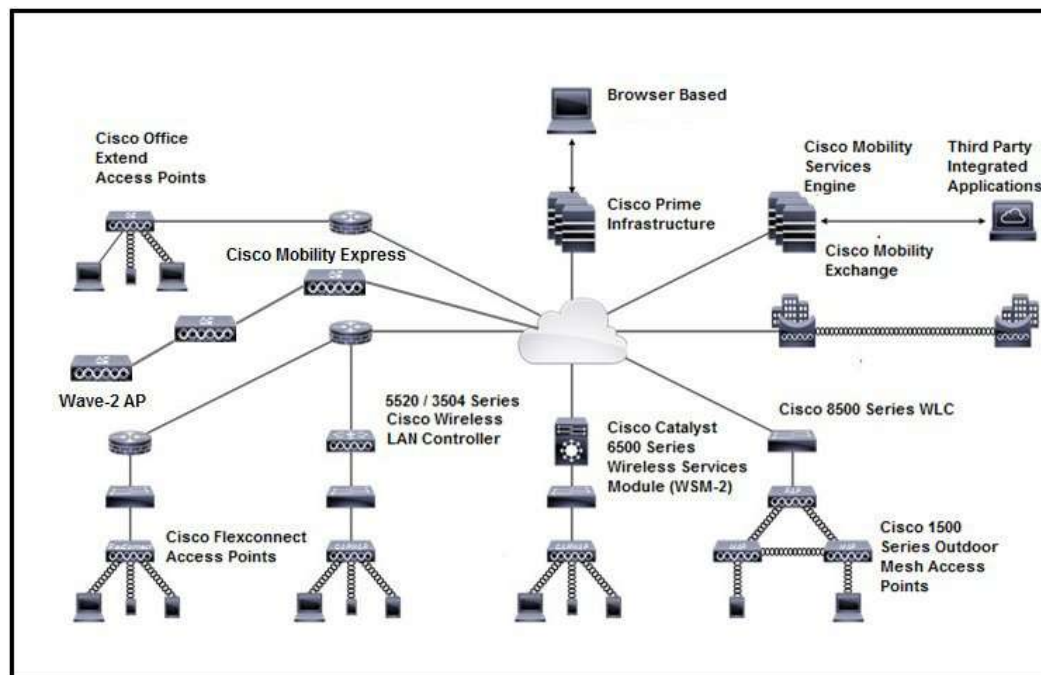 Browser Based
Cisco Office
Extend
Access Points
Cisco Mobility
Services
Engine
Third Party
Integrated
Applications
Cisco Prime
Infrastructure
Cisco Mobility Express
Cisco Mobility
Exchange
Wave-2 AP
5520 / 3504 Series
Cisco Wireless
LAN Controller
Cisco Catalyst
6500 Series
Wireless Services
Module (WSM-2)
Cisco 8500 Series WLC
Cisco Flexconnect
Access Points
Cisco 1500
Series Outdoor
Mesh Access
Points